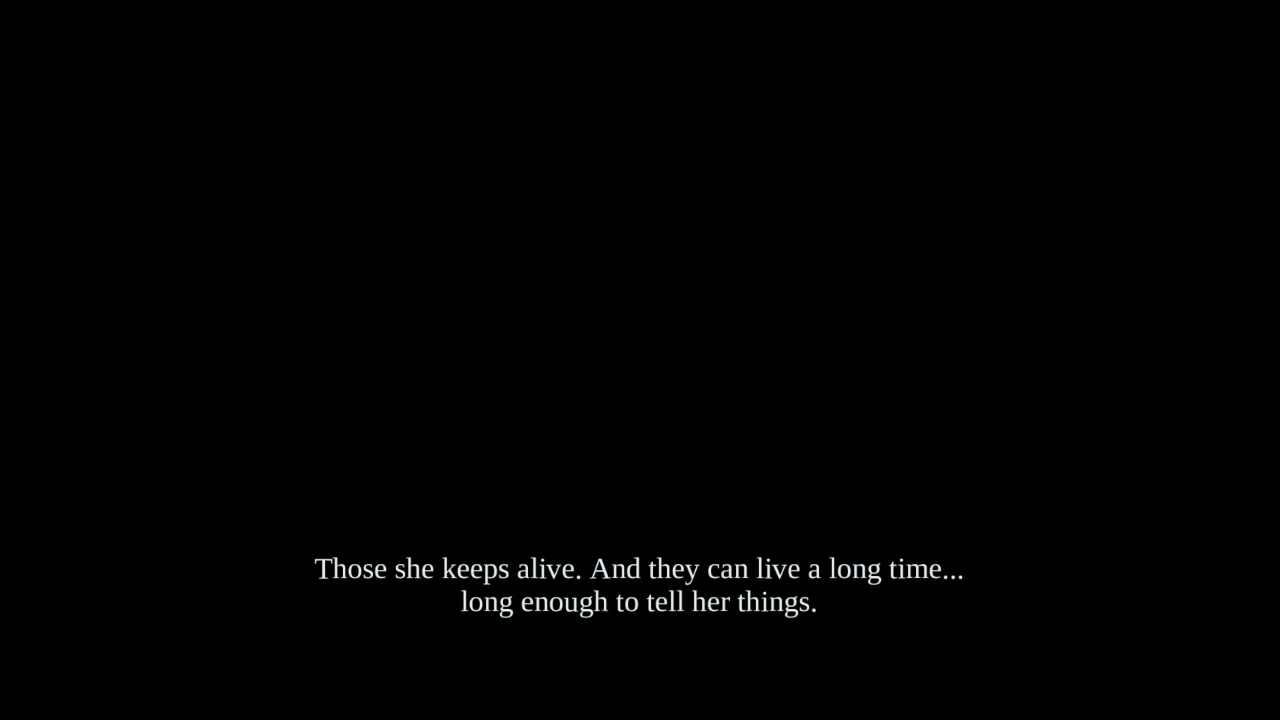 Those she keeps alive. And they can live a long time...
long enough to tell her things.